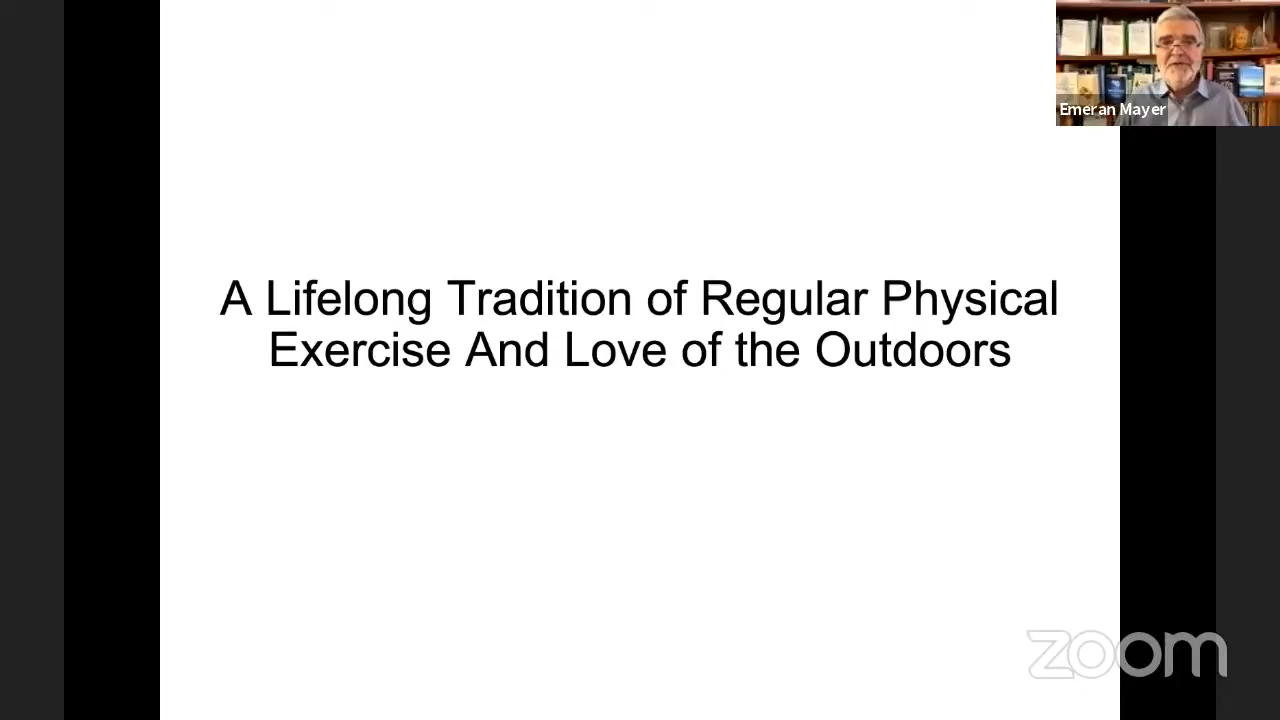 Emeran Mayer
A Lifelong Tradition of Regular Physical
Exercise And Love of the Outdoors
zoom